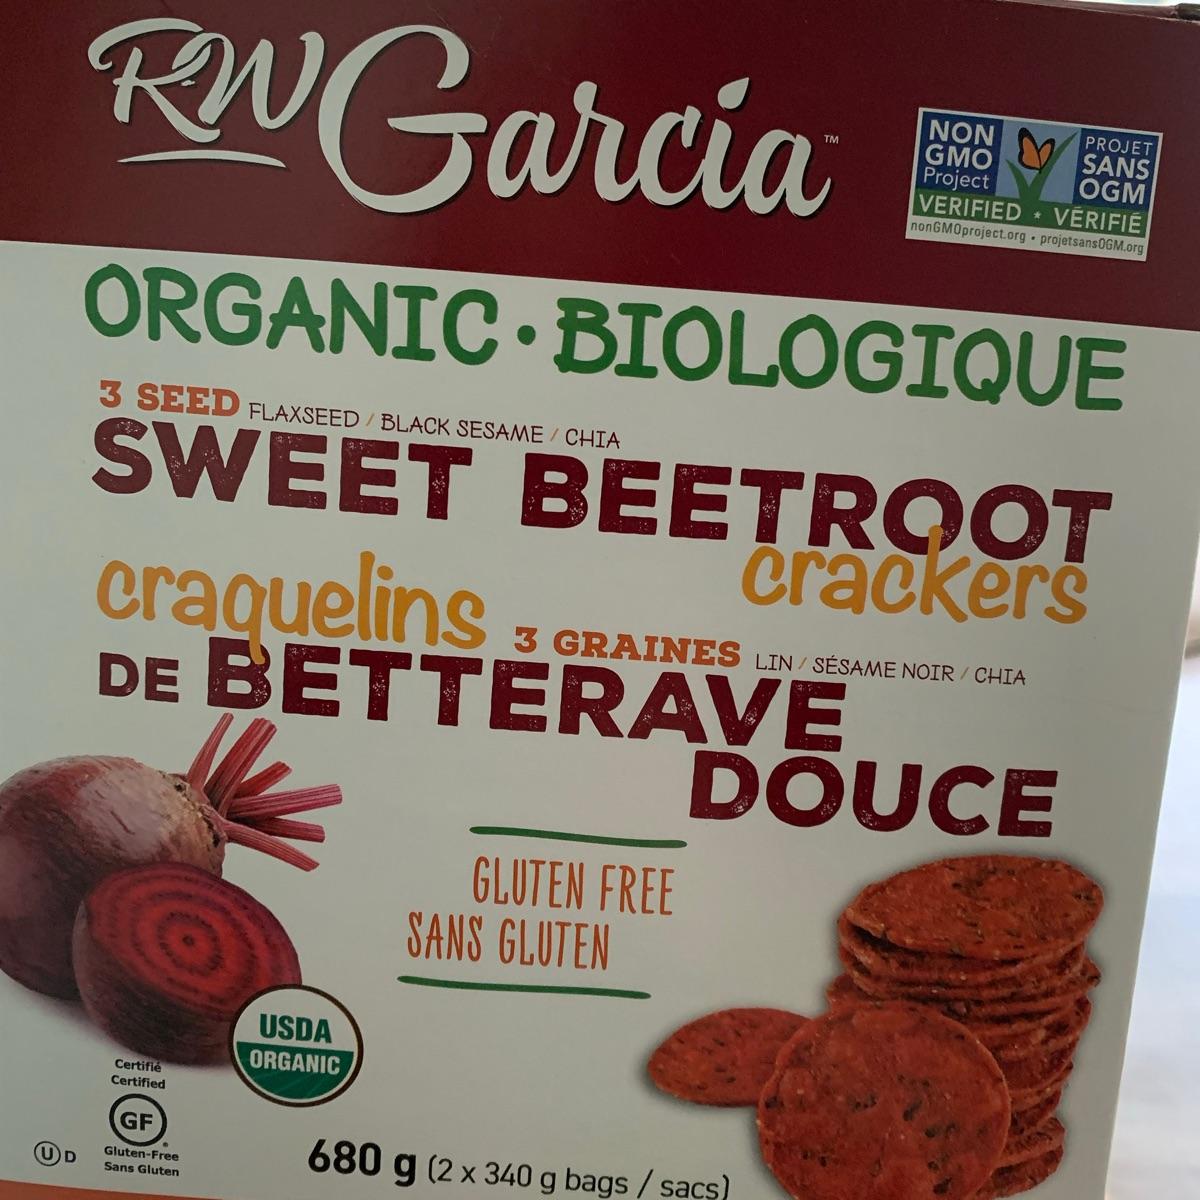 RW Garcia™
NON
GMO
Project
PROJET
SANS
OGM
VERIFIED * VÉRIFIÉ
nonGMOproject.org • projetsansOGM.org
ORGANIC • BIOLOGIQUE
3 SEED FLAXSEED / BLACK SESAME / CHIA
SWEET BEETROOT
crackers
craquelins
3 GRAINES LIN / SÉSAME NOIR / CHIA
DE BETTERAVE
DOUCE
GLUTEN FREE
SANS GLUTEN
USDA
ORGANIC
Certifié
Certified
GF
Gluten-Free
Sans Gluten
U D
680 g (2 x 340 g bags / sacs)